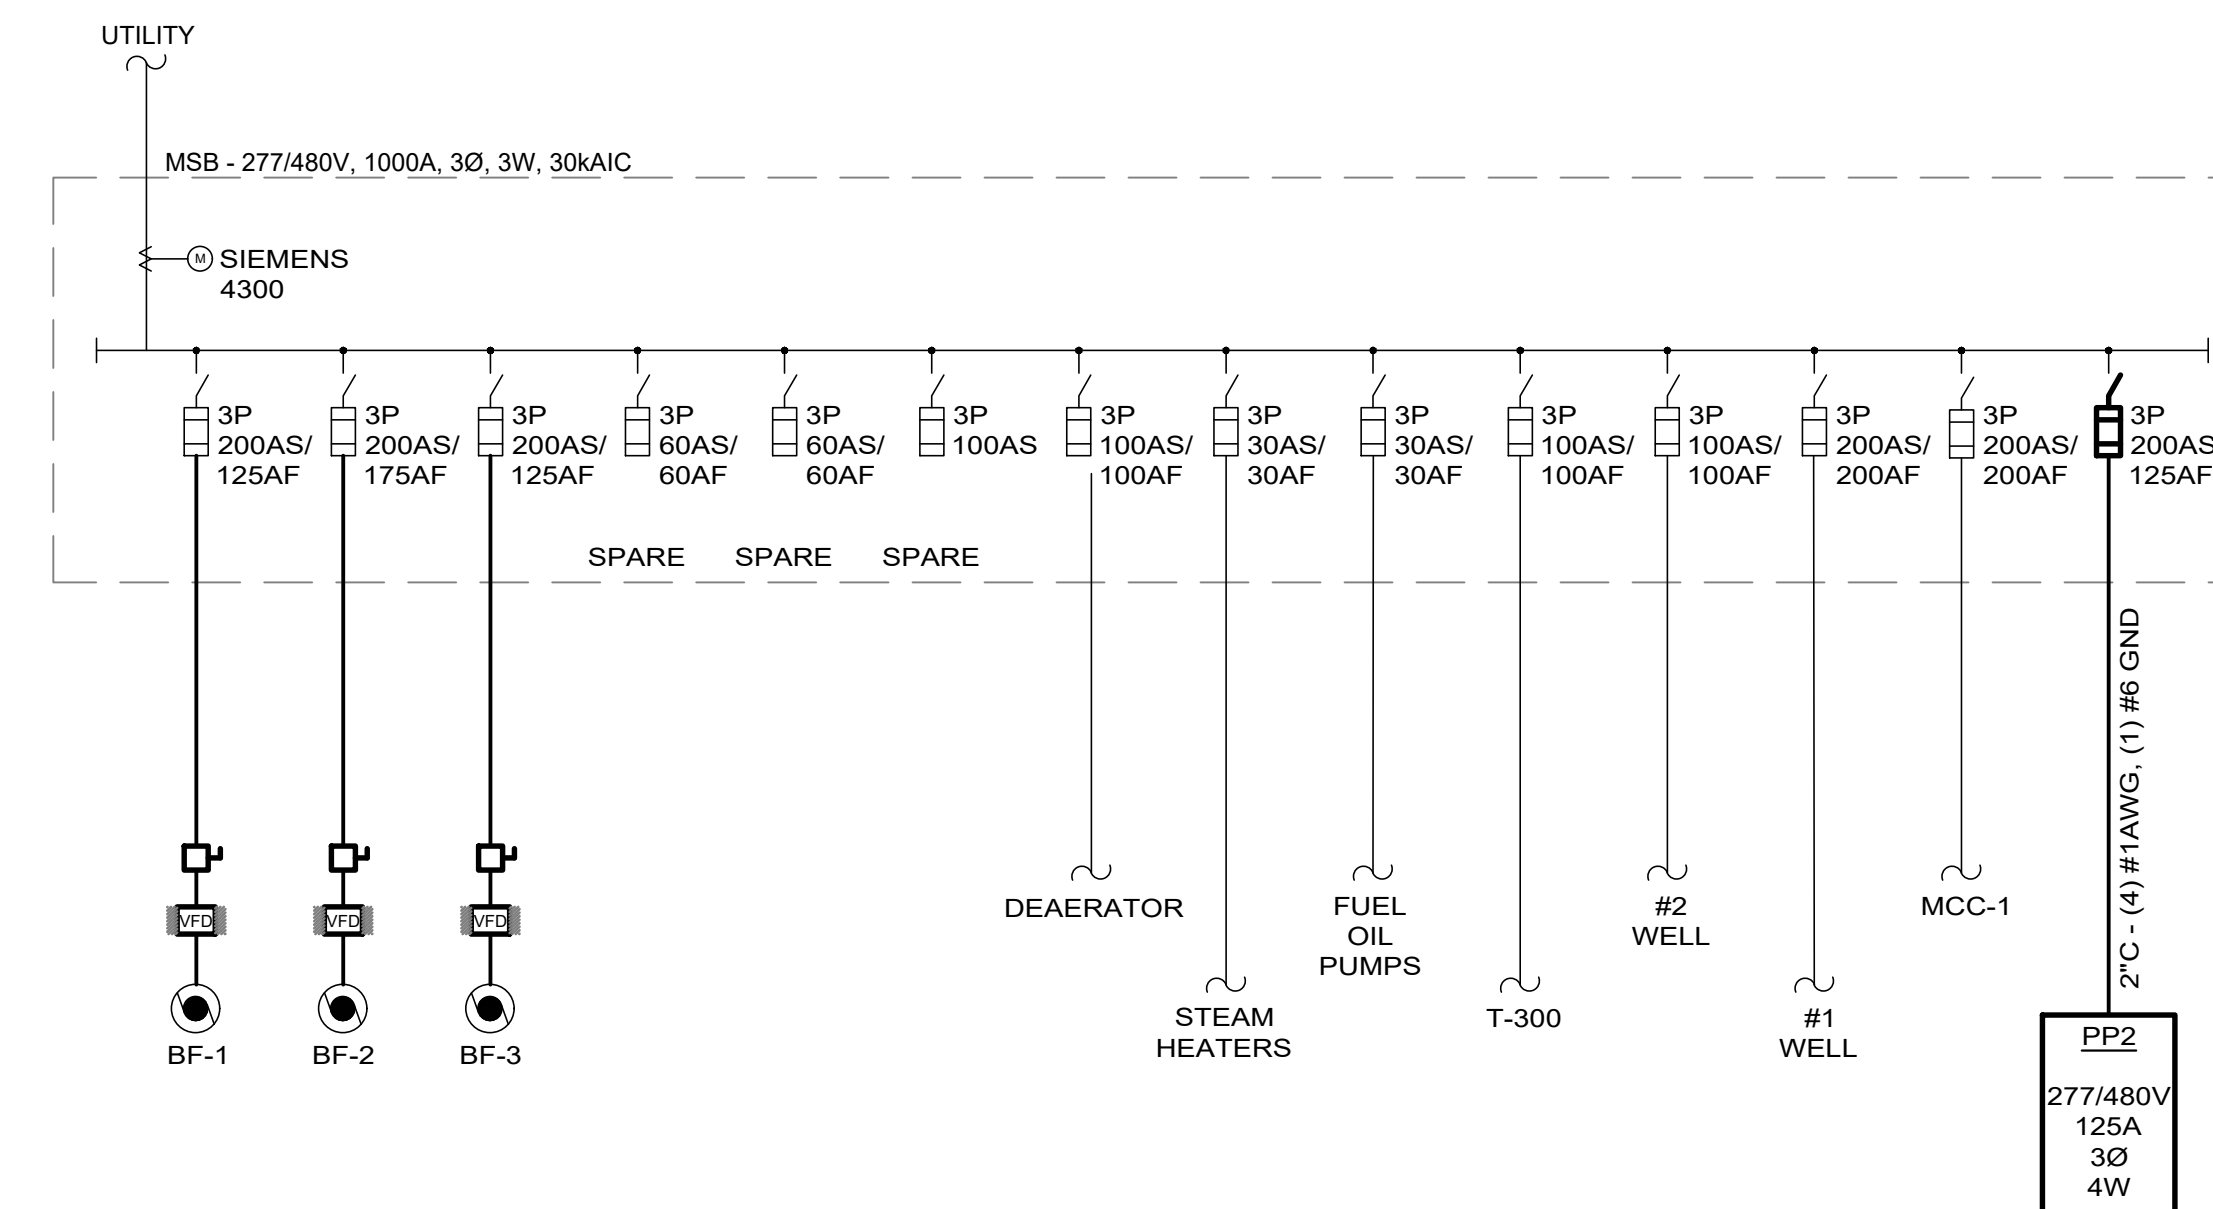 UTILITY
MSB - 277/480V, 1000A, 3Ø, 3W, 30kAIC
M
SIEMENS
4300
3P
200AS/
125AF
3P
200AS/
175AF
3P
200AS/
125AF
3P
60AS/
60AF
3P
60AS/
60AF
3P
100AS
3P
100AS/
100AF
3P
30AS/
30AF
3P
30AS/
30AF
3P
100AS/
100AF
3P
100AS/
100AF
3P
200AS/
200AF
3P
200AS/
200AF
3P
200AS
125AF
SPARE
SPARE
SPARE
2"C - (4) #1AWG, (1) #6 GND
VFD
VFD
VFD
BF-1
BF-2
BF-3
DEAERATOR
STEAM
HEATERS
FUEL
OIL
PUMPS
T-300
#2
WELL
#1
WELL
MCC-1
PP2
277/480V
125A
3Ø
4W